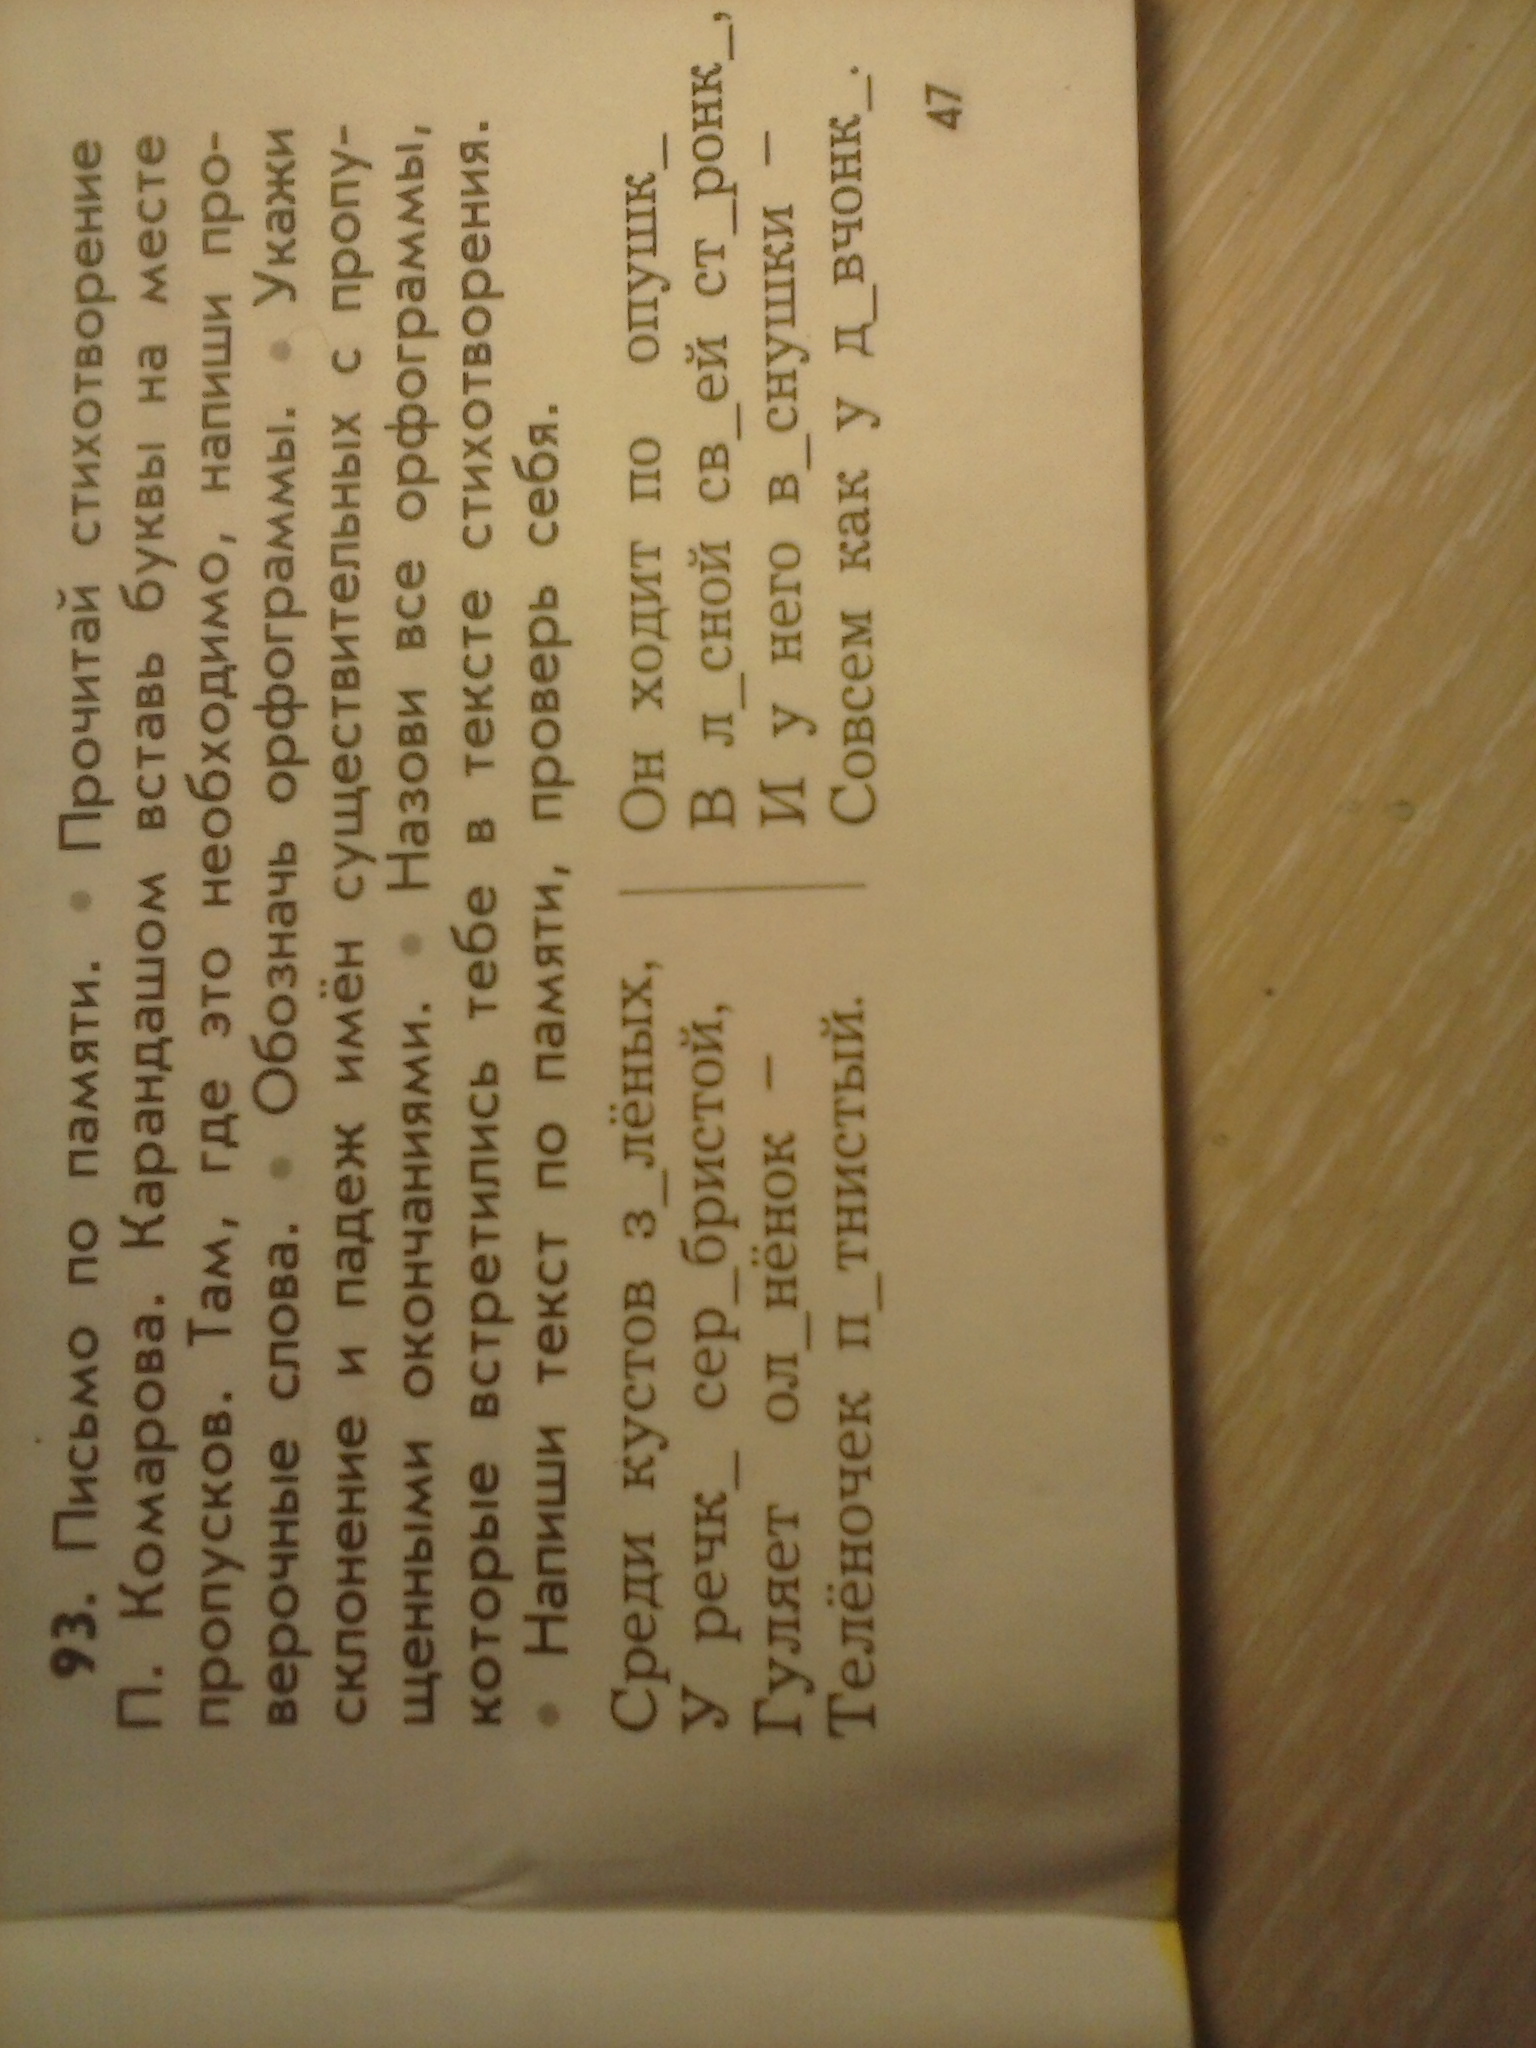 93. Письмо по памяти. • Прочитай стихотворение
П. Комарова. Карандашом вставь буквы на месте
пропусков. Там, где это необходимо, напиши про-
верочные слова. • Обозначь орфограммы. • Укажи
склонение и падеж имён существительных с пропу-
щенными окончаниями. • Назови все орфограммы,
которые встретились тебе в тексте стихотворения.
• Напиши текст по памяти, проверь себя.
Среди кустов з_лёных,
У речк_ сер_бристой,
Гуляет ол_нёнок –
Телёночек п_тнистый.
Он ходит по опушк_
В л_сной св_ей ст_ронк_,
И у него в_снушки –
Совсем как у д_вчонк_.
47